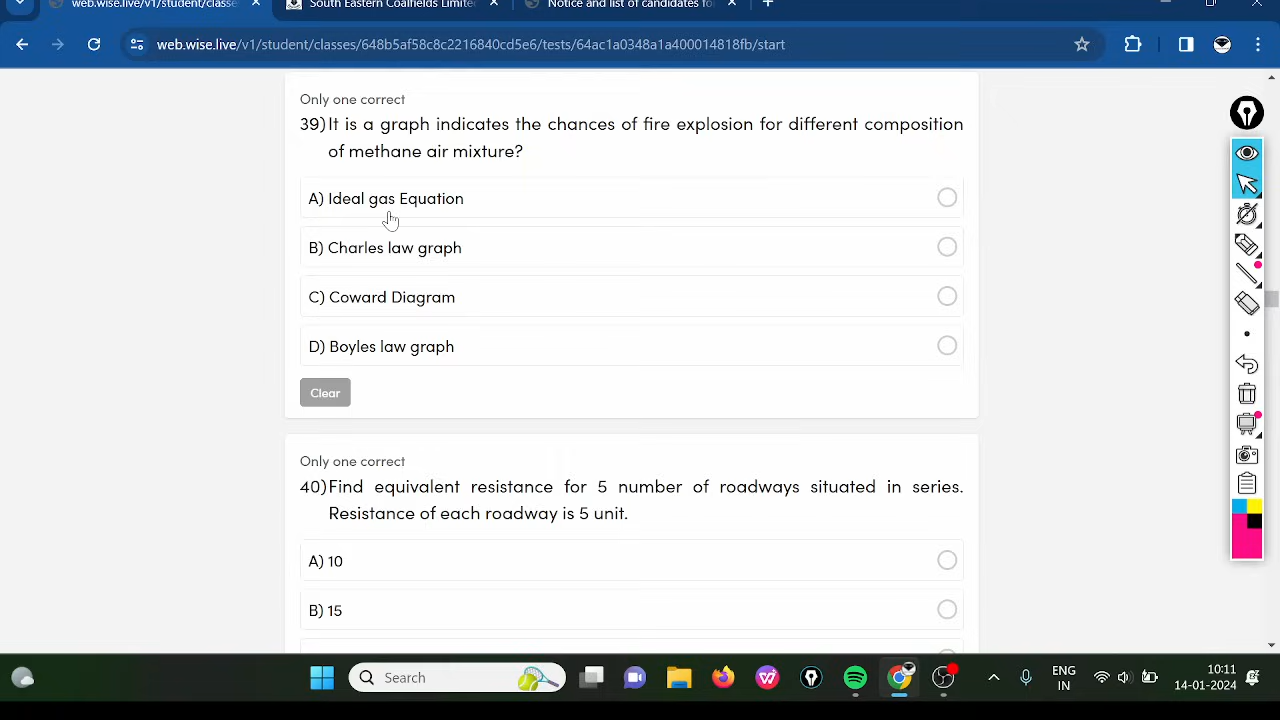 web.wise.live/v1/student/classe
South Eastern Coalfields Limite
Notice and list of candidates fo
web.wise.live/v1/student/classes/648b5af58c8c2216840cd5e6/tests/64ac1a0348a1a400014818fb/start
Only one correct
39) It is a graph indicates the chances of fire explosion for different composition
of methane air mixture?
A) Ideal gas Equation
B) Charles law graph
C) Coward Diagram
D) Boyles law graph
Clear
Only one correct
40) Find equivalent resistance for 5 number of roadways situated in series.
Resistance of each roadway is 5 unit.
A) 10
B) 15
Search
ENG
IN
10:11
14-01-2024